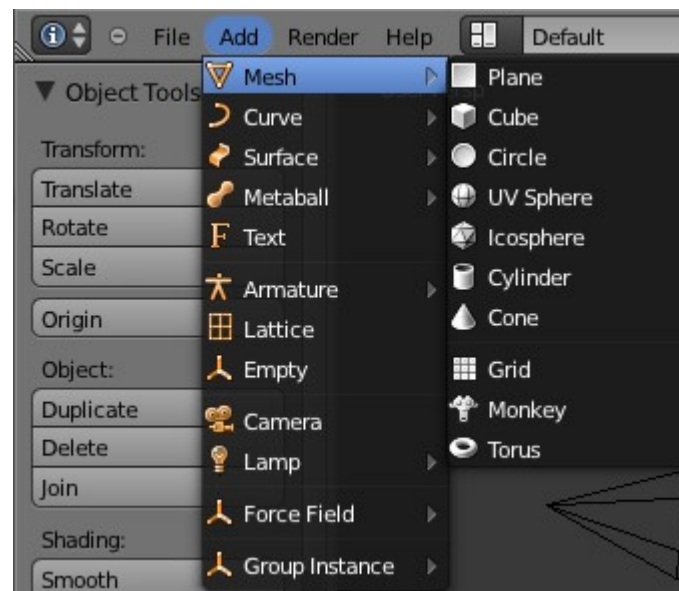 File Add Render Help Default
Object Tools
Transform:
Translate
Rotate
Scale
Origin
Object:
Duplicate
Delete
Join
Shading:
Smooth
Mesh
Curve
Surface
Metaball
Text
Armature
Lattice
Empty
Camera
Lamp
Force Field
Group Instance
Plane
Cube
Circle
UV Sphere
Icosphere
Cylinder
Cone
Grid
Monkey
Torus